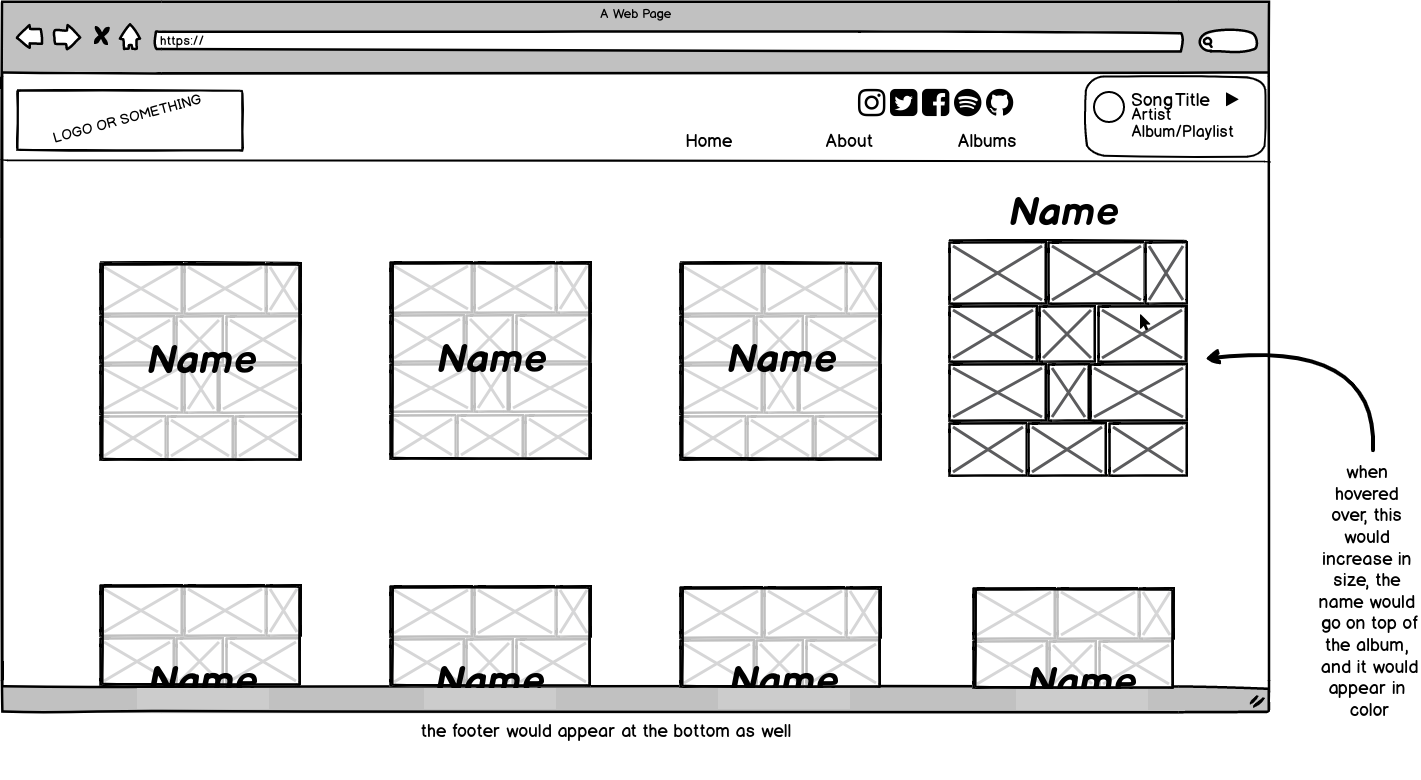 A Web Page
https://
LOGO OR SOMETHING
Home
About
Albums
Song Title
Artist
Album/Playlist
Name
Name
Name
Name
when
hovered
over, this
would
increase in
size, the
name would
go on top of
the album,
and it would
appear in
color
Name
Name
Name
Name
the footer would appear at the bottom as well